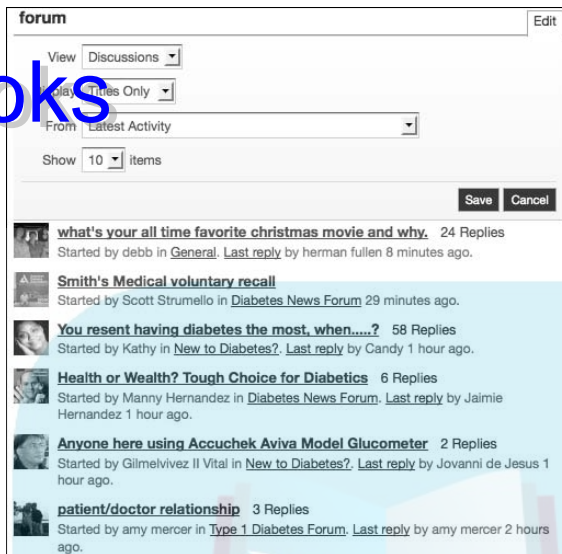 forum
Edit
View Discussions
play Titles Only
oks
From Latest Activity
Show 10 items
Save Cancel
what's your all time favorite christmas movie and why. 24 Replies
Started by debb in General. Last reply by herman fullen 8 minutes ago.
Smith's Medical voluntary recall
Started by Scott Strumello in Diabetes News Forum 29 minutes ago.
You resent having diabetes the most, when.....? 58 Replies
Started by Kathy in New to Diabetes?. Last reply by Candy 1 hour ago.
Health or Wealth? Tough Choice for Diabetics 6 Replies
Started by Manny Hernandez in Diabetes News Forum. Last reply by Jaimie
Hernandez 1 hour ago.
Anyone here using Accuchek Aviva Model Glucometer 2 Replies
Started by Gilmelvivez II Vital in New to Diabetes?. Last reply by Jovanni de Jesus 1
hour ago.
patient/doctor relationship 3 Replies
Started by amy mercer in Type 1 Diabetes Forum. Last reply by amy mercer 2 hours
ago.